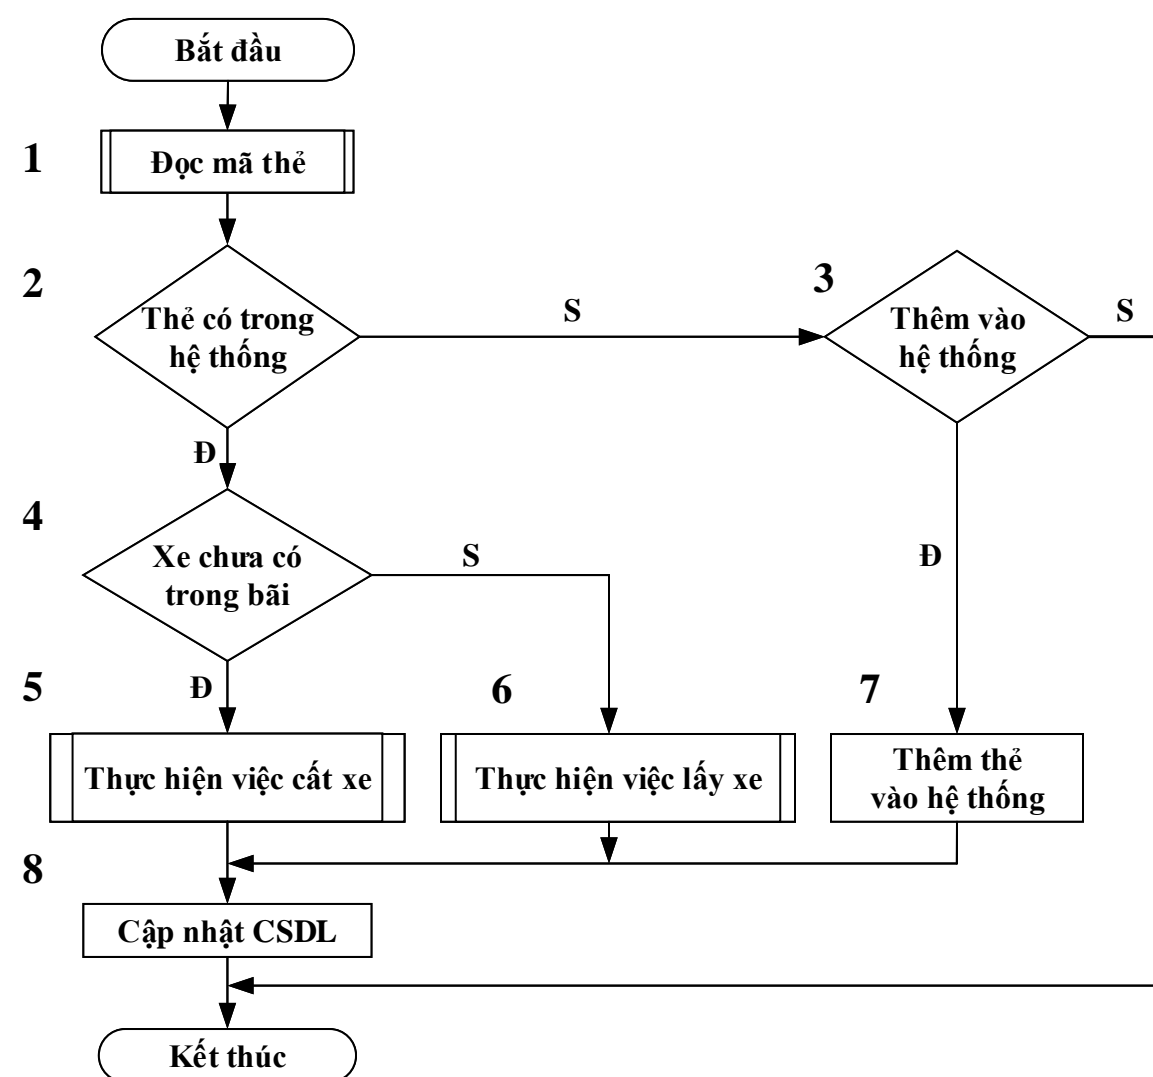 Bắt đầu
1
Đọc mã thẻ
2
Thẻ có trong
hệ thống
S
3
Thêm vào
hệ thống
S
Đ
4
Xe chưa có
trong bãi
S
Đ
5
Đ
6
7
Thực hiện việc cất xe
Thực hiện việc lấy xe
Thêm thẻ
vào hệ thống
8
Cập nhật CSDL
Kết thúc